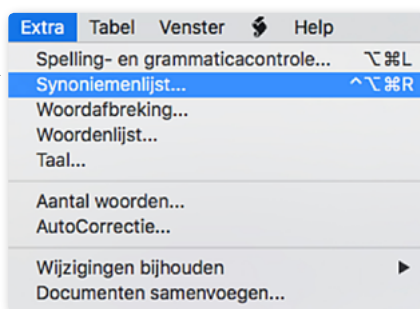 Extra Tabel Venster Help
Spelling- en grammaticacontrole... ⌥⌘L
Synoniemenlijst... ^⌥⌘R
Woordafbreking...
Woordenlijst...
Taal...
Aantal woorden...
AutoCorrectie...
Wijzigingen bijhouden
Documenten samenvoegen...